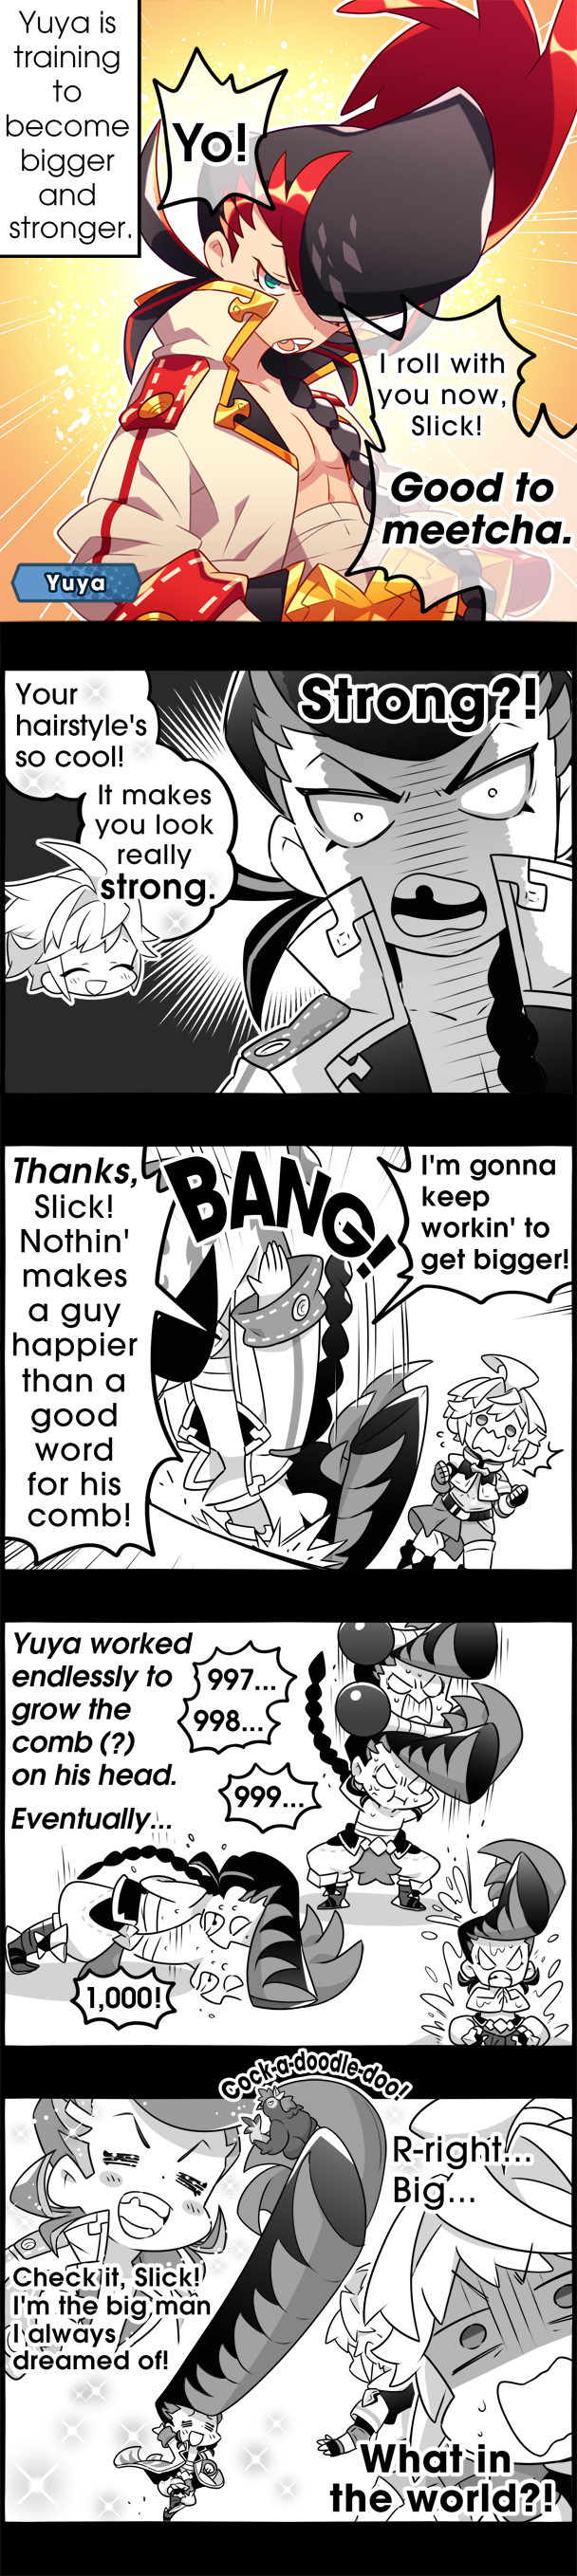 Yuya is
training
to
become
bigger
and
stronger.
Yo!
I roll with
you now,
Slick!
Good to
meetcha.
Yuya
Your
hairstyle's
so cool!
It makes
you look
really
strong.
Strong?!
Thanks,
Slick!
Nothin'
makes
a guy
happier
than a
good
word
for his
comb!
BANG!
I'm gonna
keep
workin' to
get bigger!
Yuya worked
endlessly to
grow the
comb (?)
on his head.
Eventually...
997...
998...
999...
1,000!
Cock-a-doodle-doo!
R-right...
Big...
Check it, Slick!
I'm the big man
I always
dreamed of!
What in
the world?!